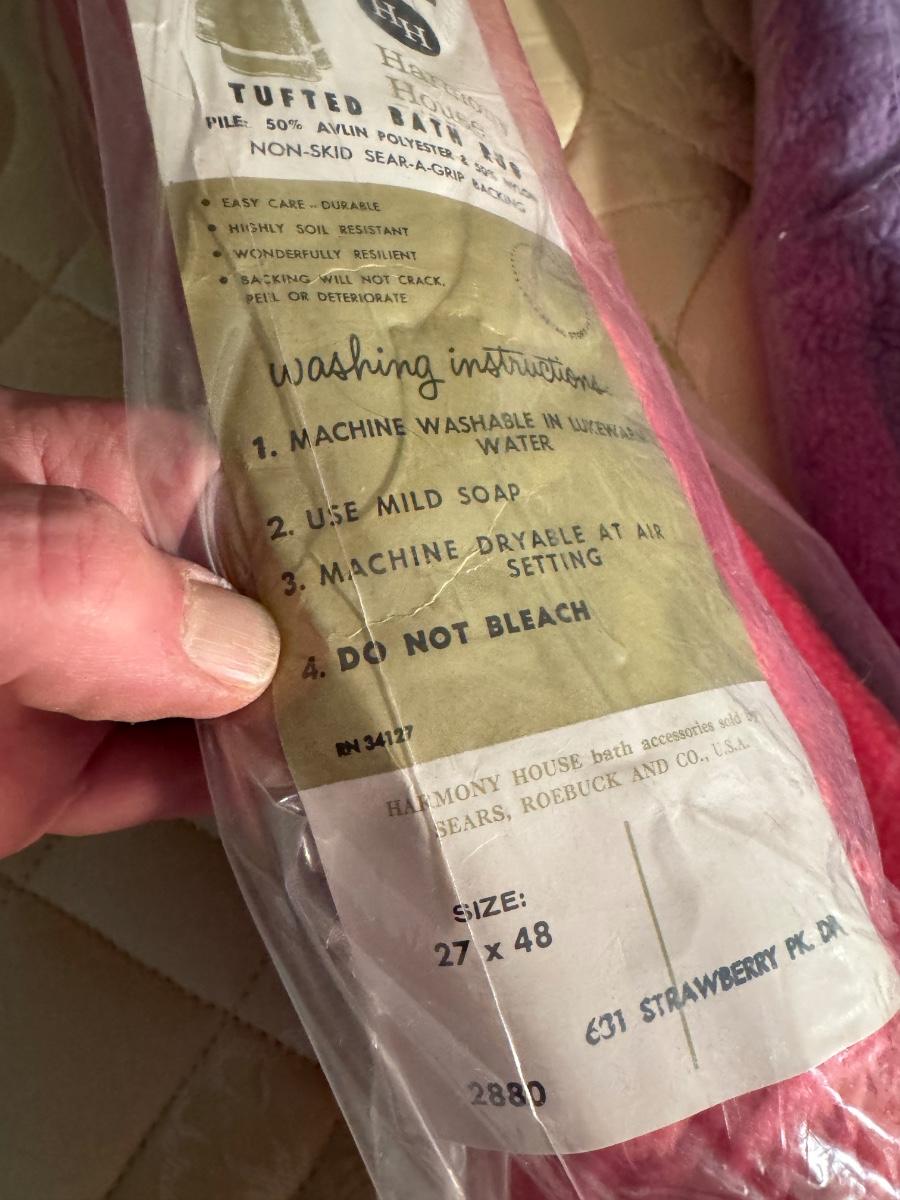 HH
Harmony
House
TUFTED BATH RUG
PILE: 50% AVLIN POLYESTER & 50% NYLON
NON-SKID SEAR-A-GRIP BACKING
• EASY CARE -- DURABLE
• HIGHLY SOIL RESISTANT
• WONDERFULLY RESILIENT
• BACKING WILL NOT CRACK,
PEEL OR DETERIORATE
washing instructions
1. MACHINE WASHABLE IN LUKEWARM
WATER
2. USE MILD SOAP
3. MACHINE DRYABLE AT AIR
SETTING
4. DO NOT BLEACH
RN 34127
HARMONY HOUSE bath accessories sold by
SEARS, ROEBUCK AND CO., U.S.A.
SIZE:
27 x 48
631 STRAWBERRY PK. DR.
2880